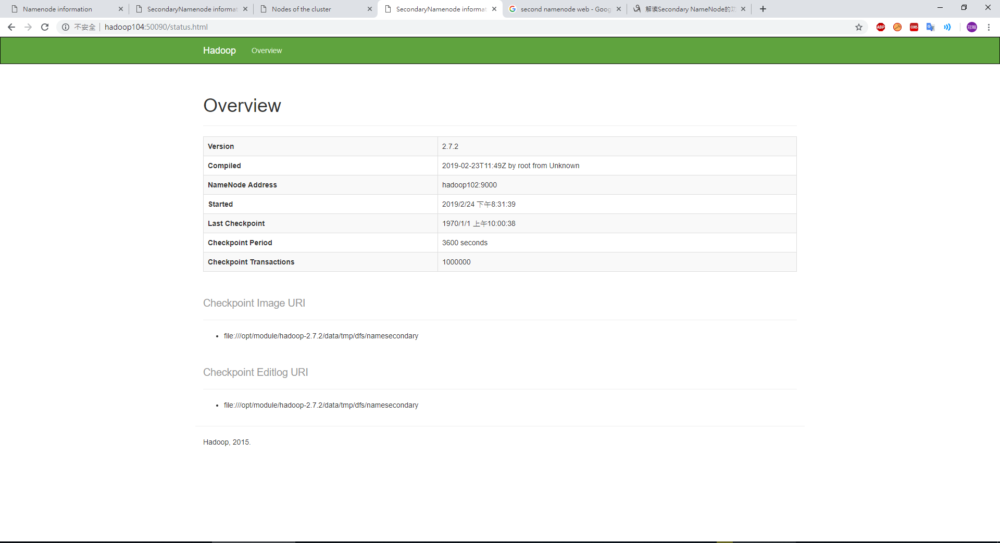 Namenode information
SecondaryNamenode informat
Nodes of the cluster
SecondaryNamenode informat
second namenode web - Goog
解读Secondary NameNode的功
不安全
hadoop104:50090/status.html
ABP
CORS
冠翰
Hadoop
Overview
Overview
Version 2.7.2
Compiled 2019-02-23T11:49Z by root from Unknown
NameNode Address hadoop102:9000
Started 2019/2/24 下午8:31:39
Last Checkpoint 1970/1/1 上午10:00:38
Checkpoint Period 3600 seconds
Checkpoint Transactions 1000000
Checkpoint Image URI
file:///opt/module/hadoop-2.7.2/data/tmp/dfs/namesecondary
Checkpoint Editlog URI
file:///opt/module/hadoop-2.7.2/data/tmp/dfs/namesecondary
Hadoop, 2015.